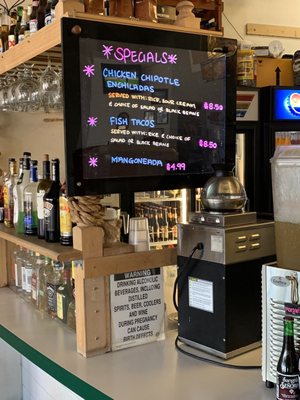 *SPECIALS*
* CHICKEN CHIPOTLE
ENCHILADAS
SERVED WITH RICE, SOUR CREAM
& CHOICE OF SALAD OR BLACK BEANS $8.50
* FISH TACOS
SERVED WITH RICE & CHOICE OF
SALAD OR BLACK BEANS $8.50
* MANGONEADA $4.99
WARNING
DRINKING ALCOHOLIC
BEVERAGES, INCLUDING
DISTILLED
SPIRITS, BEER, COOLERS
AND WINE
DURING PREGNANCY
CAN CAUSE
BIRTH DEFECTS